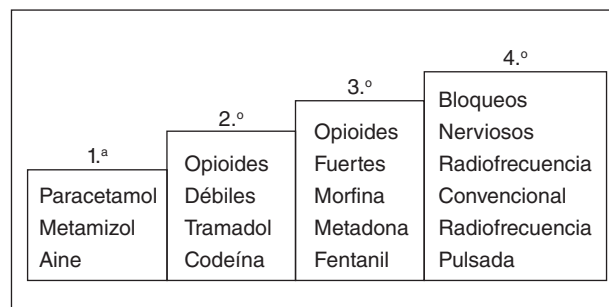 1.ª
Paracetamol
Metamizol
Aine
2.º
Opioides
Débiles
Tramadol
Codeína
3.º
Opioides
Fuertes
Morfina
Metadona
Fentanil
4.º
Bloqueos
Nerviosos
Radiofrecuencia
Convencional
Radiofrecuencia
Pulsada